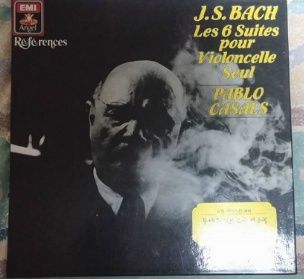 EMI
Angel
Références
J.S. BACH
Les 6 Suites
pour
Violoncelle
Seul
PABLO
CASALS